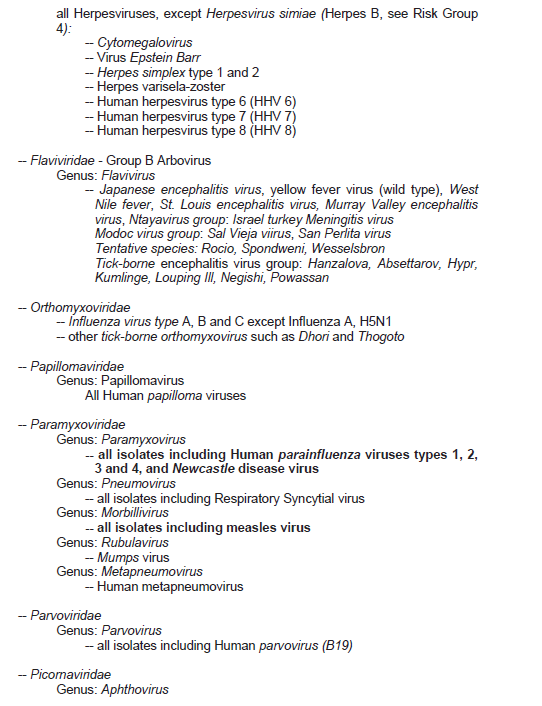 all Herpesviruses, except Herpesvirus simiae (Herpes B, see Risk Group
4):
-- Cytomegalovirus
-- Virus Epstein Barr
-- Herpes simplex type 1 and 2
-- Herpes varisela-zoster
-- Human herpesvirus type 6 (HHV 6)
-- Human herpesvirus type 7 (HHV 7)
-- Human herpesvirus type 8 (HHV 8)
-- Flaviviridae - Group B Arbovirus
Genus: Flavivirus
-- Japanese encephalitis virus, yellow fever virus (wild type), West
Nile fever, St. Louis encephalitis virus, Murray Valley encephalitis
virus, Ntayavirus group: Israel turkey Meningitis virus
Modoc virus group: Sal Vieja viirus, San Perlita virus
Tentative species: Rocio, Spondweni, Wesselsbron
Tick-borne encephalitis virus group: Hanzalova, Absettarov, Hypr,
Kumlinge, Louping Ill, Negishi, Powassan
-- Orthomyxoviridae
-- Influenza virus type A, B and C except Influenza A, H5N1
-- other tick-borne orthomyxovirus such as Dhori and Thogoto
-- Papillomaviridae
Genus: Papillomavirus
All Human papilloma viruses
-- Paramyxoviridae
Genus: Paramyxovirus
-- all isolates including Human parainfluenza viruses types 1, 2,
3 and 4, and Newcastle disease virus
Genus: Pneumovirus
-- all isolates including Respiratory Syncytial virus
Genus: Morbillivirus
-- all isolates including measles virus
Genus: Rubulavirus
-- Mumps virus
Genus: Metapneumovirus
-- Human metapneumovirus
-- Parvoviridae
Genus: Parvovirus
-- all isolates including Human parvovirus (B19)
-- Picornaviridae
Genus: Aphthovirus